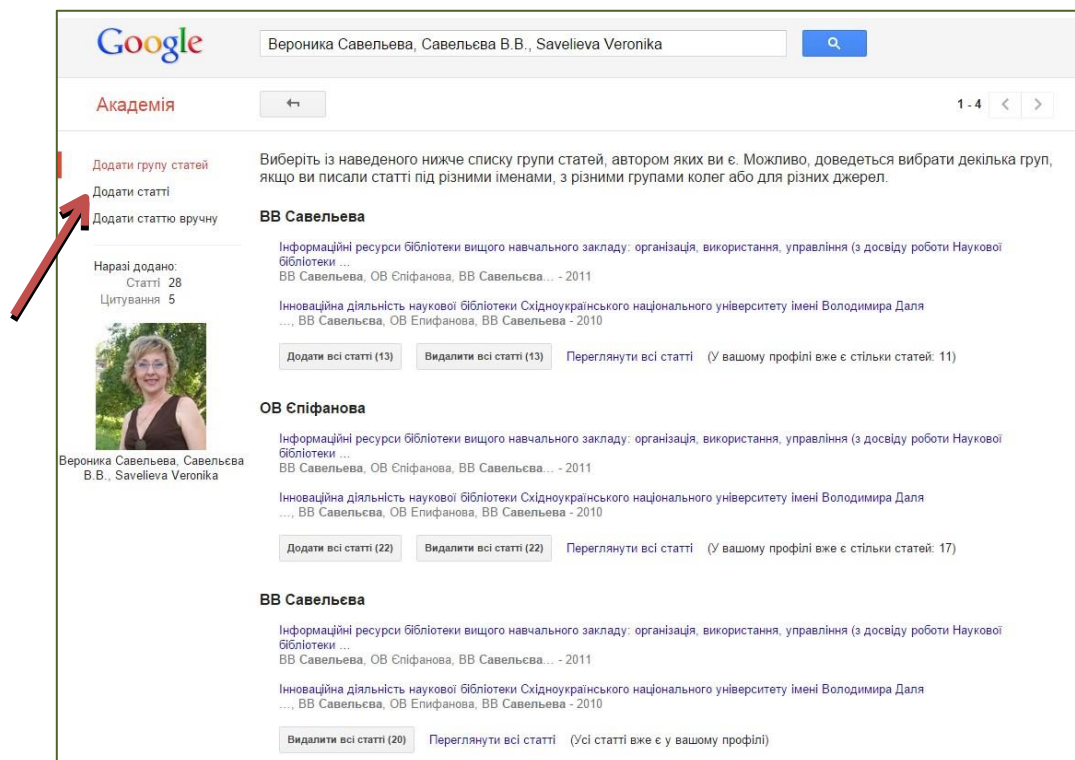 Google
Вероника Савельева, Савельєва В.В., Savelieva Veronika
Академія
1 - 4
Додати групу статей
Додати статті
Додати статтю вручну
Наразі додано:
Статті 28
Цитування 5
Вероника Савельева, Савельєва
В.В., Savelieva Veronika
Виберіть із наведеного нижче списку групи статей, автором яких ви є. Можливо, доведеться вибрати декілька груп,
якщо ви писали статті під різними іменами, з різними групами колег або для різних джерел.
ВВ Савельева
Інформаційні ресурси бібліотеки вищого навчального закладу: організація, використання, управління (з досвіду роботи Наукової
бібліотеки ...
ВВ Савельева, ОВ Єпіфанова, ВВ Савельєва... - 2011
Інноваційна діяльність наукової бібліотеки Східноукраїнського національного університету імені Володимира Даля
..., ВВ Савельєва, ОВ Епифанова, ВВ Савельева - 2010
Додати всі статті (13) Видалити всі статті (13) Переглянути всі статті (У вашому профілі вже є стільки статей: 11)
ОВ Єпіфанова
Інформаційні ресурси бібліотеки вищого навчального закладу: організація, використання, управління (з досвіду роботи Наукової
бібліотеки ...
ВВ Савельева, ОВ Єпіфанова, ВВ Савельєва... - 2011
Інноваційна діяльність наукової бібліотеки Східноукраїнського національного університету імені Володимира Даля
..., ВВ Савельєва, ОВ Епифанова, ВВ Савельева - 2010
Додати всі статті (22) Видалити всі статті (22) Переглянути всі статті (У вашому профілі вже є стільки статей: 17)
ВВ Савельєва
Інформаційні ресурси бібліотеки вищого навчального закладу: організація, використання, управління (з досвіду роботи Наукової
бібліотеки ...
ВВ Савельева, ОВ Єпіфанова, ВВ Савельєва... - 2011
Інноваційна діяльність наукової бібліотеки Східноукраїнського національного університету імені Володимира Даля
..., ВВ Савельєва, ОВ Епифанова, ВВ Савельева - 2010
Видалити всі статті (20) Переглянути всі статті (Усі статті вже є у вашому профілі)